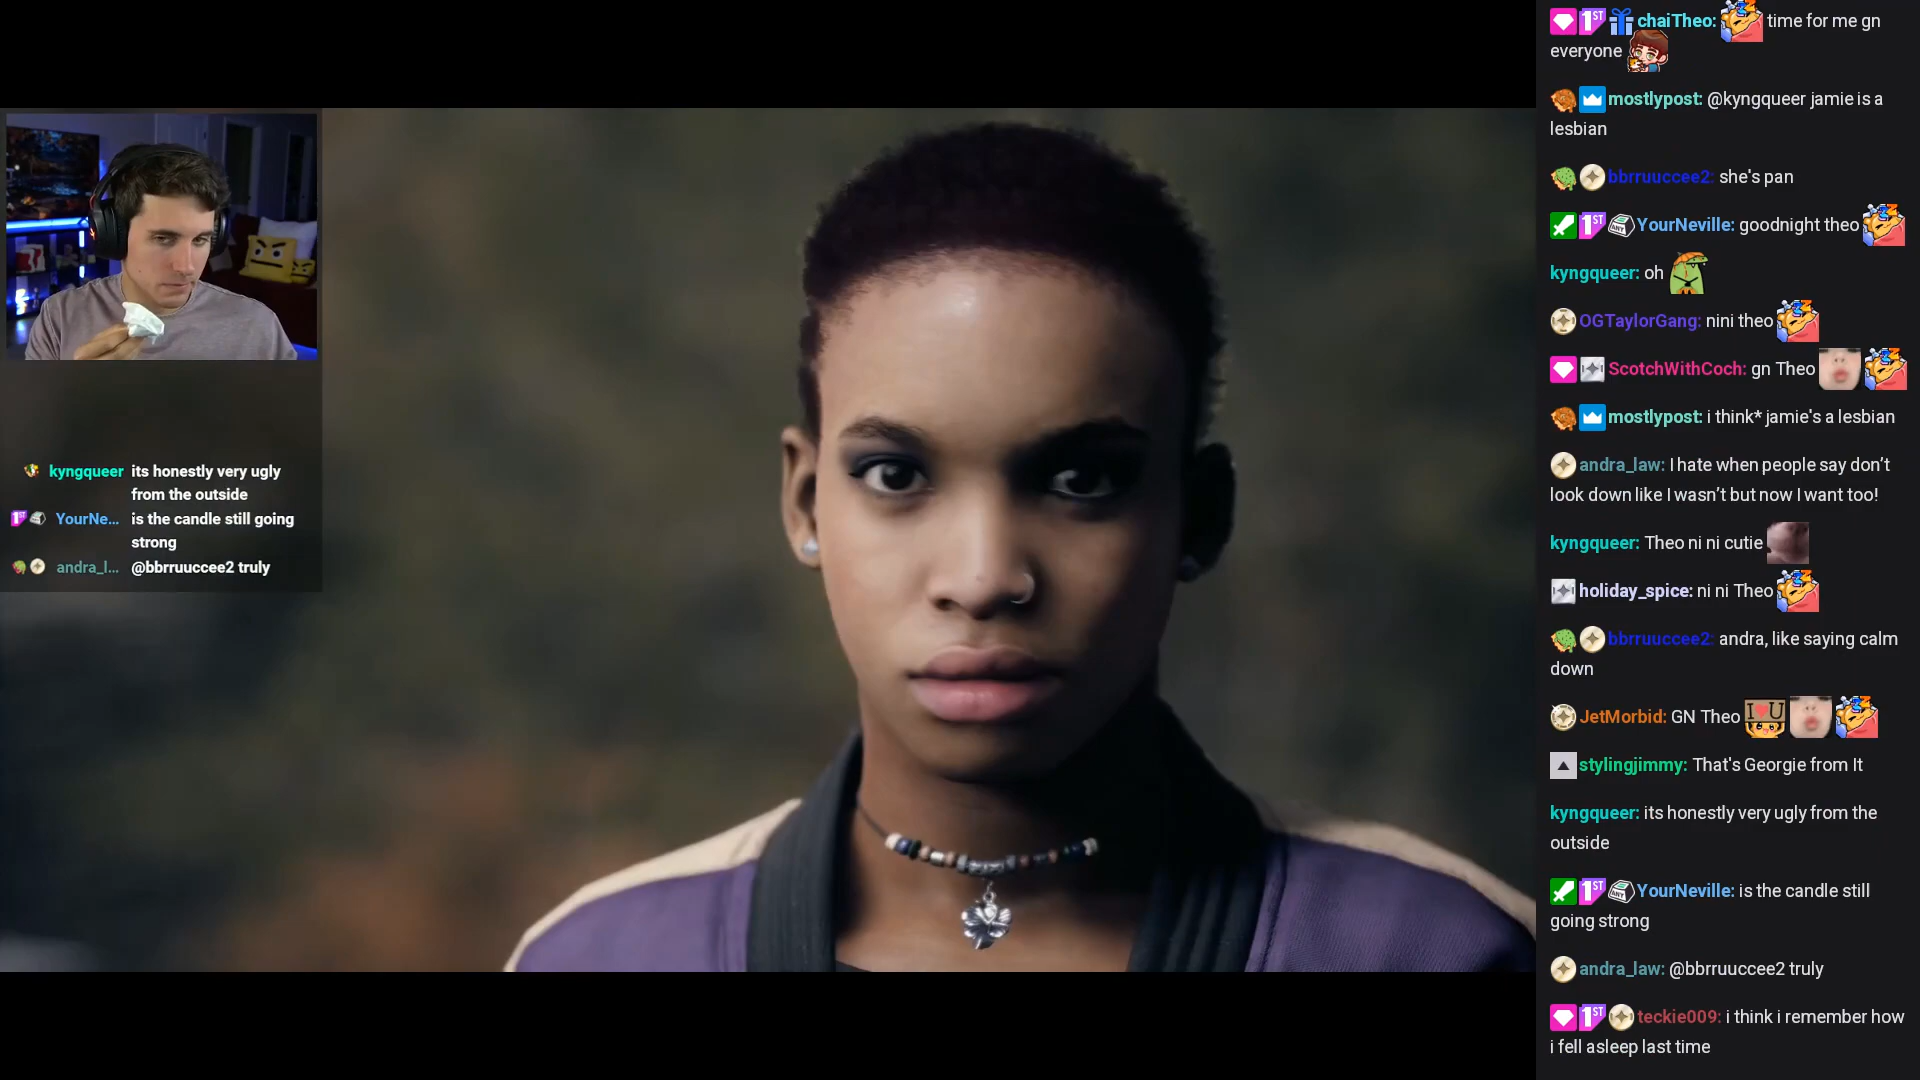 kyngqueer its honestly very ugly
from the outside
YourNe... is the candle still going
strong
andra_l... @bbrruuccee2 truly
1ST chaiTheo: time for me gn
everyone
mostlypost: @kyngqueer jamie is a
lesbian
bbrruuccee2: she's pan
1ST YourNeville: goodnight theo
kyngqueer: oh
OGTaylorGang: nini theo
ScotchWithCoch: gn Theo
mostlypost: i think* jamie's a lesbian
andra_law: I hate when people say don’t
look down like I wasn’t but now I want too!
kyngqueer: Theo ni ni cutie
holiday_spice: ni ni Theo
bbrruuccee2: andra, like saying calm
down
JetMorbid: GN Theo I U
stylingjimmy: That's Georgie from It
kyngqueer: its honestly very ugly from the
outside
1ST YourNeville: is the candle still
going strong
andra_law: @bbrruuccee2 truly
1ST teckie009: i think i remember how
i fell asleep last time